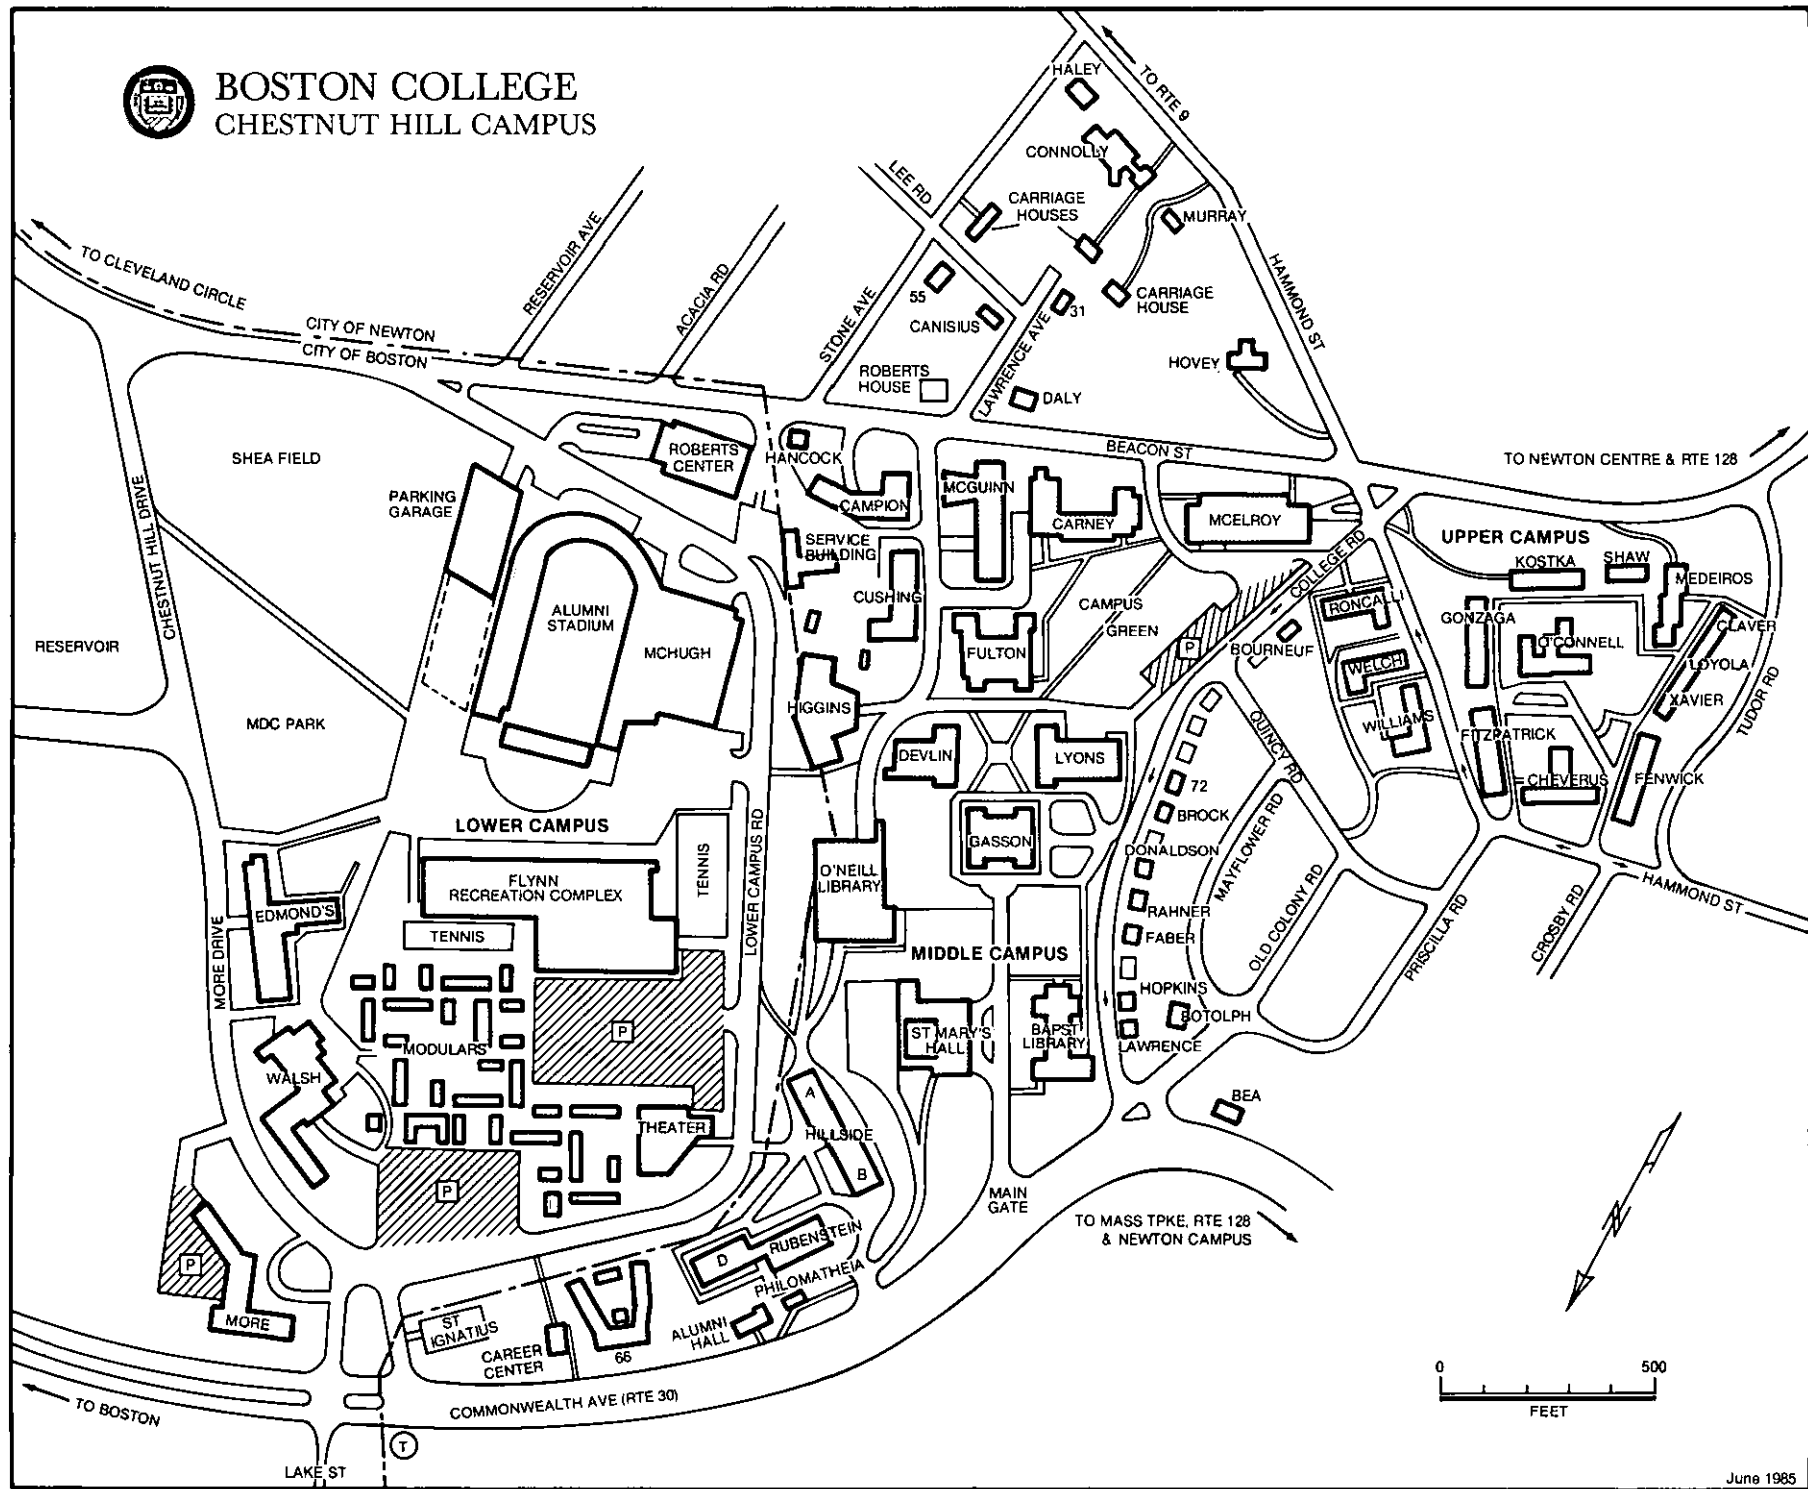 BOSTON COLLEGE
CHESTNUT HILL CAMPUS
HALEY
TO RTE 9
CONNOLLY
LEE RD
CARRIAGE
HOUSES
MURRAY
RESERVOIR AVE
TO CLEVELAND CIRCLE
ACACIA RD
STONE AVE
55
CANISIUS
31
CARRIAGE
HOUSE
HAMMOND ST
CITY OF NEWTON
CITY OF BOSTON
LAWRENCE AVE
HOVEY
ROBERTS
HOUSE
DALY
SHEA FIELD
ROBERTS
CENTER
HANCOCK
BEACON ST
TO NEWTON CENTRE & RTE 128
PARKING
GARAGE
CAMPION
MCGUINN
CARNEY
MCELROY
CHESTNUT HILL DRIVE
SERVICE
BUILDING
COLLEGE RD
UPPER CAMPUS
KOSTKA
SHAW
MEDEIROS
CUSHING
ALUMNI
STADIUM
CAMPUS
GREEN
RONCALLI
GONZAGA
O'CONNELL
CLAVER
RESERVOIR
MCHUGH
FULTON
P
BOURNEUF
WELCH
LOYOLA
XAVIER
TUDOR RD
MDC PARK
HIGGINS
QUINCY RD
WILLIAMS
FITZPATRICK
DEVLIN
LYONS
72
CHEVERUS
FENWICK
LOWER CAMPUS
LOWER CAMPUS RD
BROCK
GASSON
DONALDSON
MAYFLOWER RD
TENNIS
O'NEILL
LIBRARY
FLYNN
RECREATION COMPLEX
HAMMOND ST
EDMOND'S
RAHNER
OLD COLONY RD
PRISCILLA RD
CROSBY RD
TENNIS
FABER
MIDDLE CAMPUS
MORE DRIVE
HOPKINS
BOTOLPH
P
ST MARY'S
HALL
BAPST
LIBRARY
LAWRENCE
MODULARS
WALSH
A
BEA
THEATER
HILLSIDE
B
P
MAIN
GATE
TO MASS TPKE, RTE 128
& NEWTON CAMPUS
N
P
D
RUBENSTEIN
PHILOMATHEIA
MORE
ST
IGNATIUS
ALUMNI
HALL
CAREER
CENTER
66
0
500
FEET
TO BOSTON
COMMONWEALTH AVE (RTE 30)
T
LAKE ST
June 1985